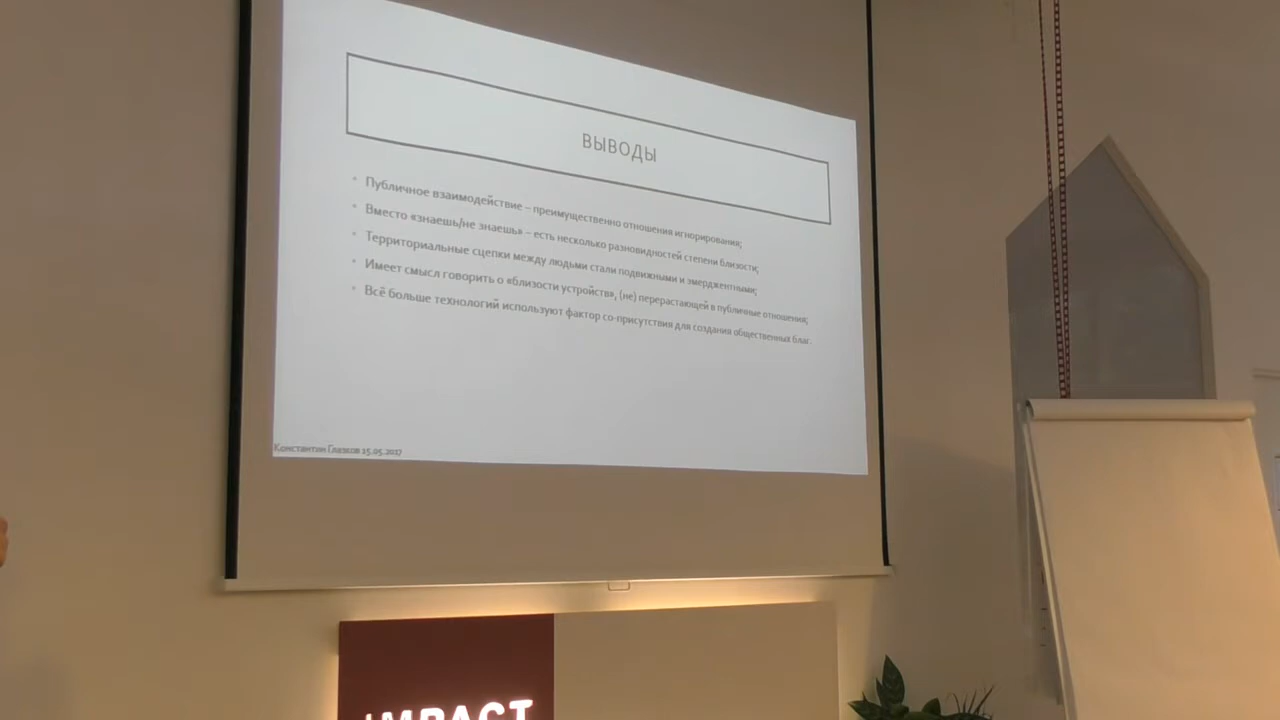 ВЫВОДЫ
Публичное взаимодействие – преимущественно отношения игнорирования;
Вместо «знаешь/не знаешь» – есть несколько разновидностей степени близости;
Территориальные сцепки между людьми стали подвижными и эмерджентными;
Имеет смысл говорить о «близости устройств», (не) перерастающей в публичные отношения;
Всё больше технологий используют фактор со-присутствия для создания общественных благ.
Константин Глазков 15.05.2017
IMPACT